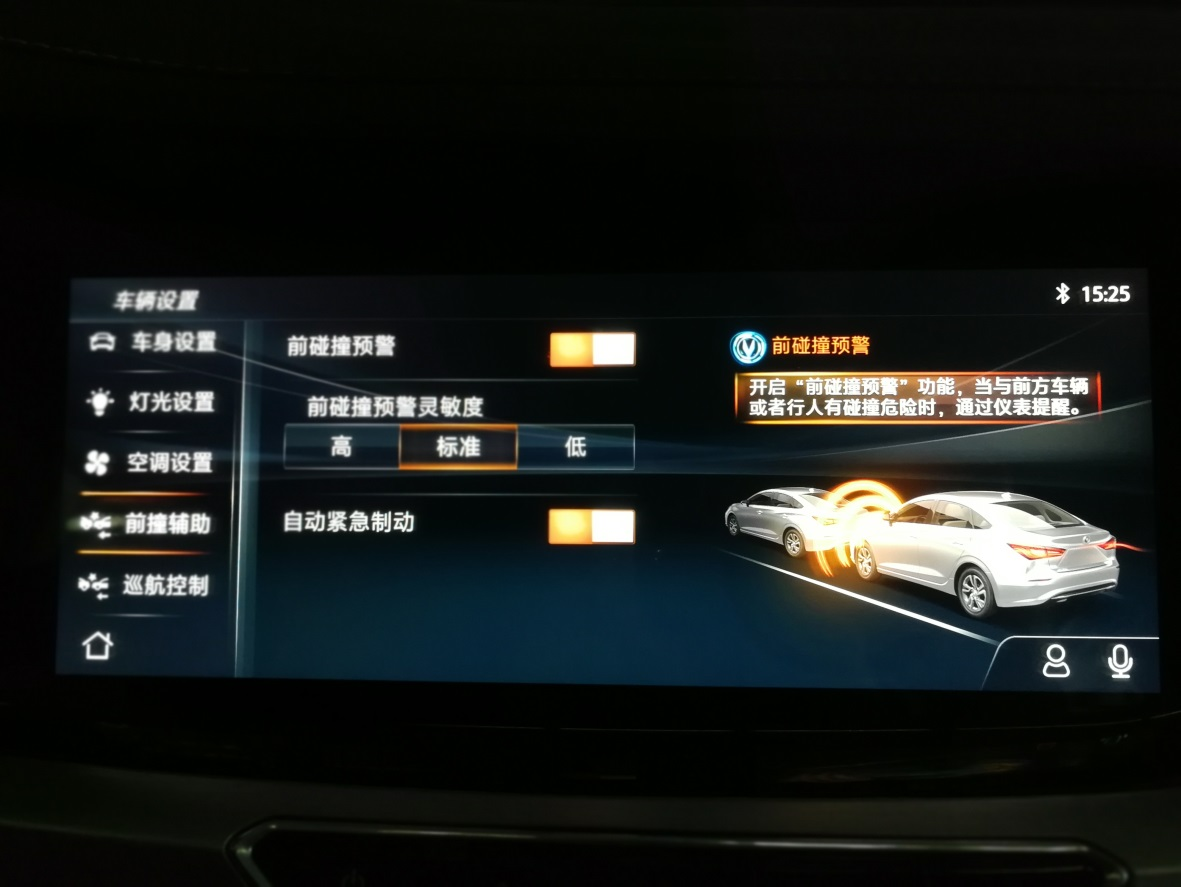 车辆设置
15:25
车身设置
灯光设置
空调设置
前撞辅助
巡航控制
前碰撞预警
前碰撞预警灵敏度
高 标准 低
自动紧急制动
前碰撞预警
开启“前碰撞预警”功能，当与前方车辆
或者行人有碰撞危险时，通过仪表提醒。